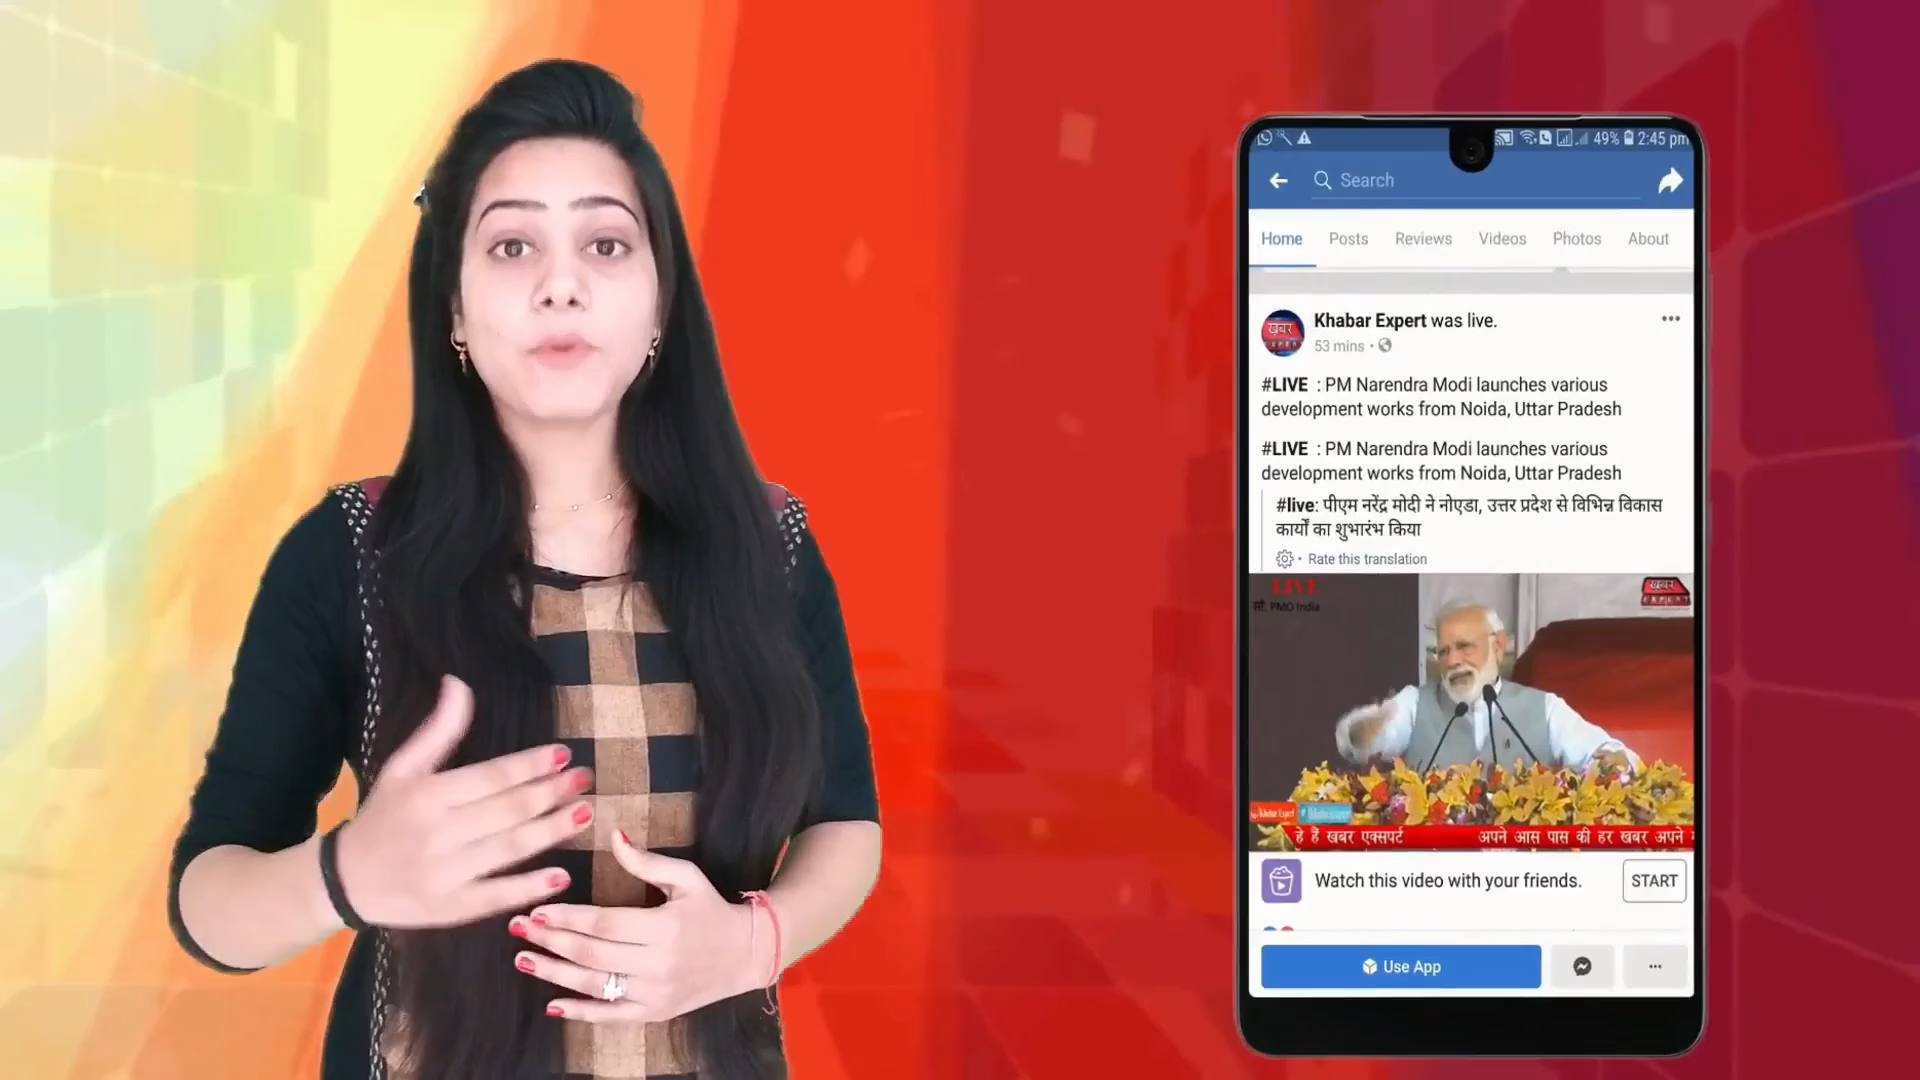 49% 2:45 pm
Search
Home Posts Reviews Videos Photos About
Khabar Expert was live.
53 mins
#LIVE : PM Narendra Modi launches various
development works from Noida, Uttar Pradesh
#LIVE : PM Narendra Modi launches various
development works from Noida, Uttar Pradesh
#live: पीएम नरेंद्र मोदी ने नोएडा, उत्तर प्रदेश से विभिन्न विकास
कार्यों का शुभारंभ किया
Rate this translation
LIVE
सौ. PMO India
खबर
EXPERT
हे हैं खबर एक्सपर्ट अपने आस पास की हर खबर अपने
Watch this video with your friends. START
Use App